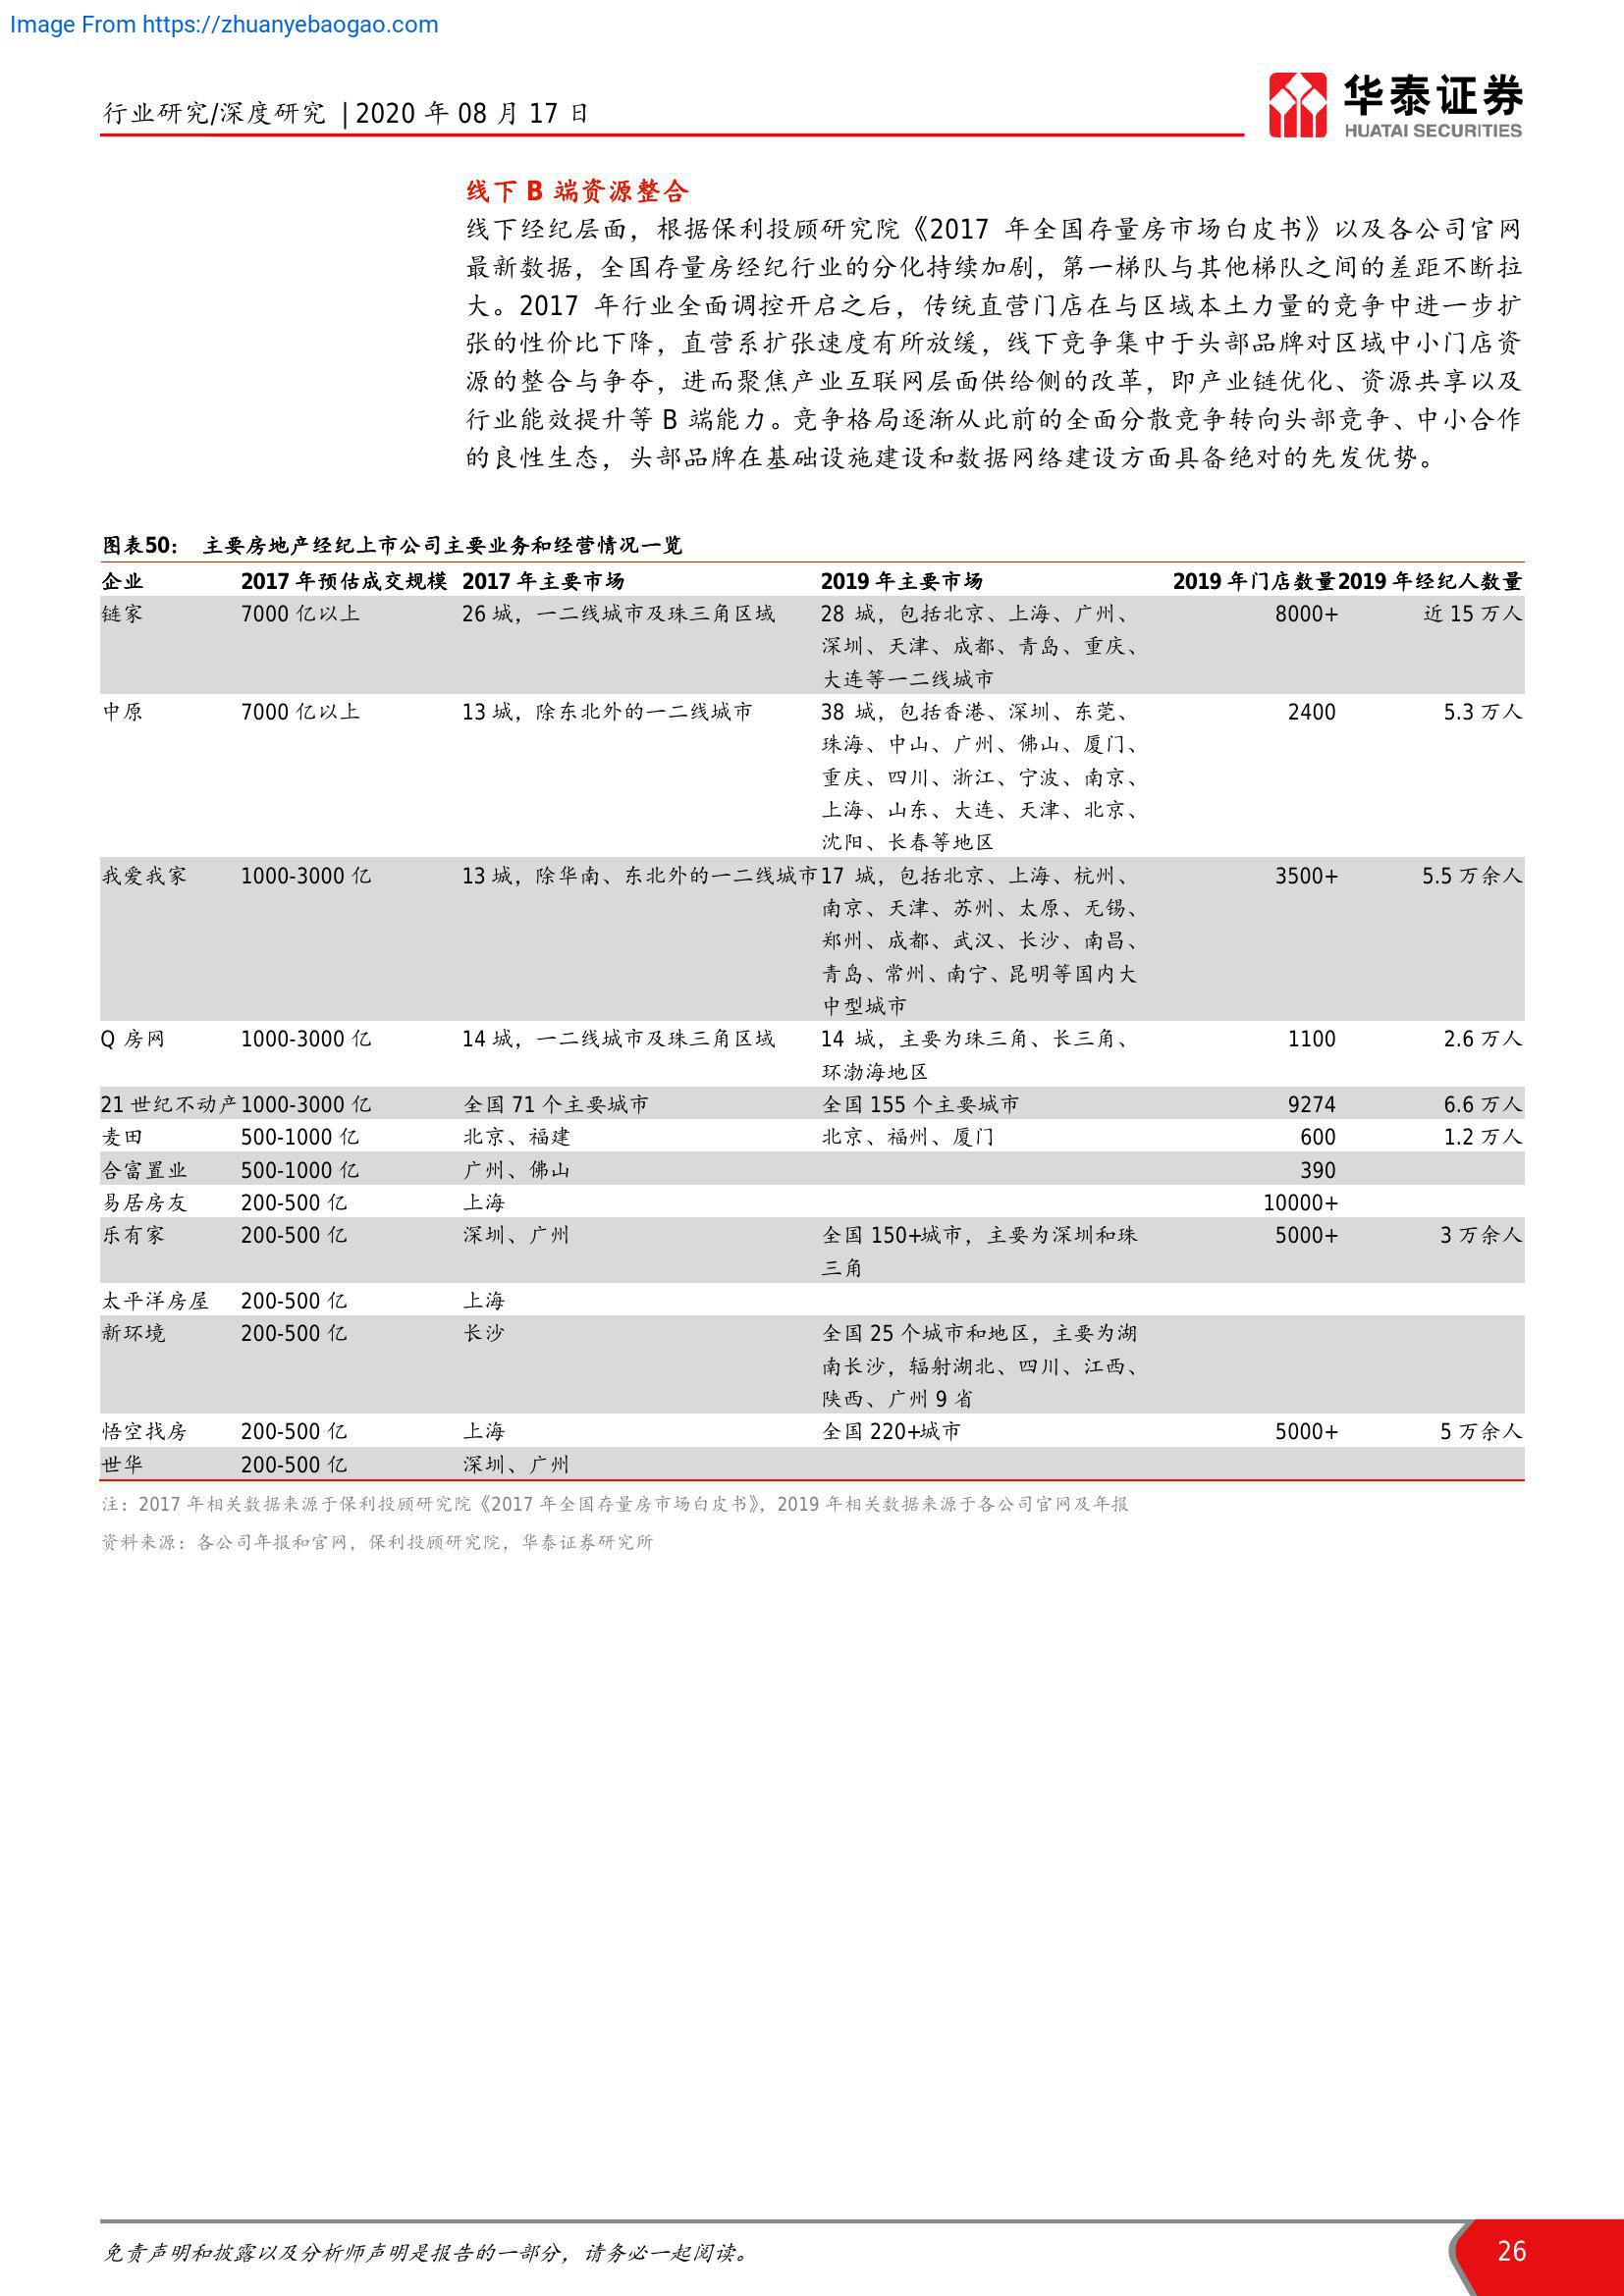 Image From https://zhuanyebaogao.com
行业研究/深度研究 | 2020 年 08 月 17 日
华泰证券
HUATAI SECURITIES
线下 B 端资源整合
线下经纪层面，根据保利投顾研究院《2017 年全国存量房市场白皮书》以及各公司官网
最新数据，全国存量房经纪行业的分化持续加剧，第一梯队与其他梯队之间的差距不断拉
大。2017 年行业全面调控开启之后，传统直营门店在与区域本土力量的竞争中进一步扩
张的性价比下降，直营系扩张速度有所放缓，线下竞争集中于头部品牌对区域中小门店资
源的整合与争夺，进而聚焦产业互联网层面供给侧的改革，即产业链优化、资源共享以及
行业能效提升等 B 端能力。竞争格局逐渐从此前的全面分散竞争转向头部竞争、中小合作
的良性生态，头部品牌在基础设施建设和数据网络建设方面具备绝对的先发优势。
图表50： 主要房地产经纪上市公司主要业务和经营情况一览
企业 2017 年预估成交规模 2017 年主要市场 2019 年主要市场 2019 年门店数量 2019 年经纪人数量
链家 7000 亿以上 26 城，一二线城市及珠三角区域 28 城，包括北京、上海、广州、 8000+ 近 15 万人
深圳、天津、成都、青岛、重庆、
大连等一二线城市
中原 7000 亿以上 13 城，除东北外的一二线城市 38 城，包括香港、深圳、东莞、 2400 5.3 万人
珠海、中山、广州、佛山、厦门、
重庆、四川、浙江、宁波、南京、
上海、山东、大连、天津、北京、
沈阳、长春等地区
我爱我家 1000-3000 亿 13 城，除华南、东北外的一二线城市 17 城，包括北京、上海、杭州、 3500+ 5.5 万余人
南京、天津、苏州、太原、无锡、
郑州、成都、武汉、长沙、南昌、
青岛、常州、南宁、昆明等国内大
中型城市
Q 房网 1000-3000 亿 14 城，一二线城市及珠三角区域 14 城，主要为珠三角、长三角、 1100 2.6 万人
环渤海地区
21 世纪不动产 1000-3000 亿 全国 71 个主要城市 全国 155 个主要城市 9274 6.6 万人
麦田 500-1000 亿 北京、福建 北京、福州、厦门 600 1.2 万人
合富置业 500-1000 亿 广州、佛山 390
易居房友 200-500 亿 上海 10000+
乐有家 200-500 亿 深圳、广州 全国 150+城市，主要为深圳和珠 5000+ 3 万余人
三角
太平洋房屋 200-500 亿 上海
新环境 200-500 亿 长沙 全国 25 个城市和地区，主要为湖
南长沙，辐射湖北、四川、江西、
陕西、广州 9 省
悟空找房 200-500 亿 上海 全国 220+城市 5000+ 5 万余人
世华 200-500 亿 深圳、广州
注：2017 年相关数据来源于保利投顾研究院《2017 年全国存量房市场白皮书》，2019 年相关数据来源于各公司官网及年报
资料来源：各公司年报和官网，保利投顾研究院，华泰证券研究所
免责声明和披露以及分析师声明是报告的一部分，请务必一起阅读。
26